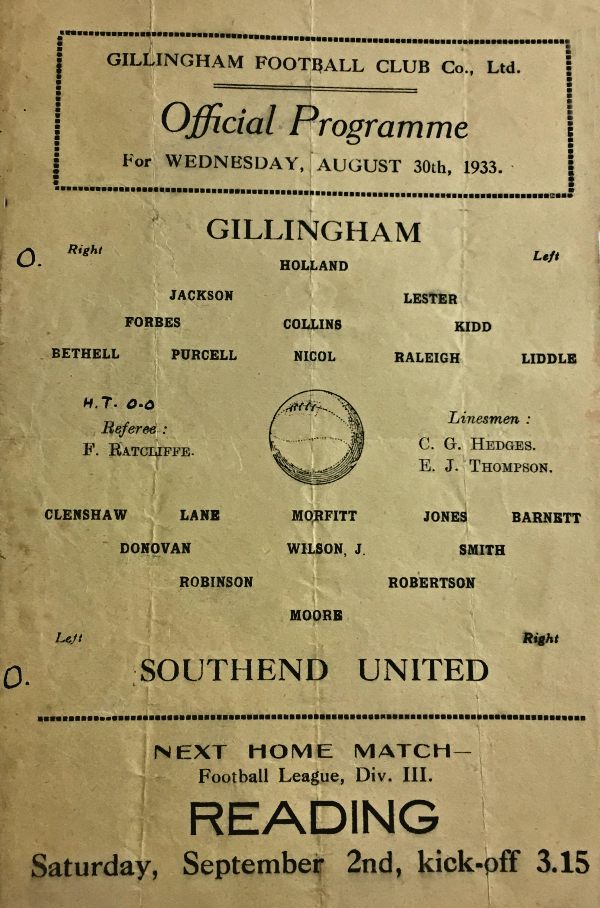 GILLINGHAM FOOTBALL CLUB Co., Ltd.
Official Programme
For WEDNESDAY, AUGUST 30th, 1933.
GILLINGHAM
O. Right Left
HOLLAND
JACKSON LESTER
FORBES COLLINS KIDD
BETHELL PURCELL NICOL RALEIGH LIDDLE
H.T. 0-0
Referee : Linesmen :
F. RATCLIFFE. C. G. HEDGES.
E. J. THOMPSON.
CLENSHAW LANE MORFITT JONES BARNETT
DONOVAN WILSON, J. SMITH
ROBINSON ROBERTSON
MOORE
Left Right
O. SOUTHEND UNITED
NEXT HOME MATCH—
Football League, Div. III.
READING
Saturday, September 2nd, kick-off 3.15